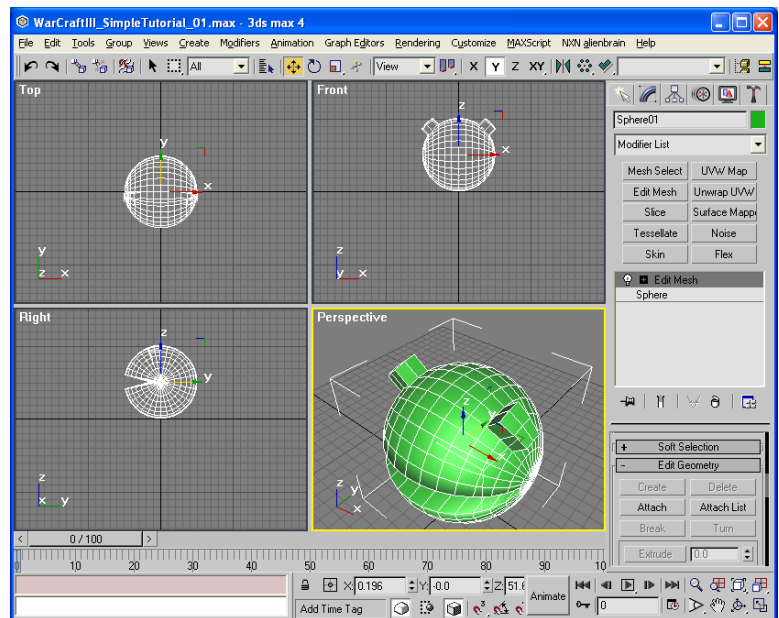 WarCraftIII_SimpleTutorial_01.max - 3ds max 4
File Edit Tools Group Views Create Modifiers Animation Graph Editors Rendering Customize MAXScript NXN alienbrain Help
All View X Y Z XY
Top
Front
y
x
z
x
y
z x
z
y x
Right
Perspective
z
y
z
z
x y
z
y
x
Sphere01
Modifier List
Mesh Select UVW Map
Edit Mesh Unwrap UVW
Slice Surface Mapp
Tessellate Noise
Skin Flex
Edit Mesh
Sphere
+ Soft Selection
- Edit Geometry
Create Delete
Attach Attach List
Break Turn
Extrude 0.0
< 0 / 100 >
0 10 20 30 40 50 60 70 80 90 10
X: 0.196 Y: -0.0 Z: 51.6
Animate
Add Time Tag
0